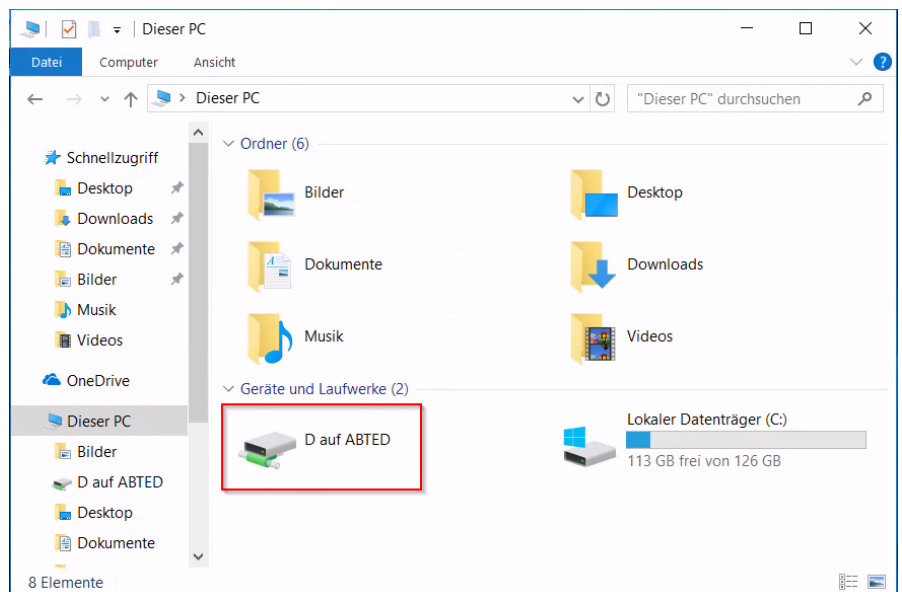 Dieser PC
Datei Computer Ansicht
Dieser PC "Dieser PC" durchsuchen
Schnellzugriff
Desktop
Downloads
Dokumente
Bilder
Musik
Videos
OneDrive
Dieser PC
Bilder
D auf ABTED
Desktop
Dokumente
Ordner (6)
Bilder
Desktop
Dokumente
Downloads
Musik
Videos
Geräte und Laufwerke (2)
D auf ABTED
Lokaler Datenträger (C:)
113 GB frei von 126 GB
8 Elemente